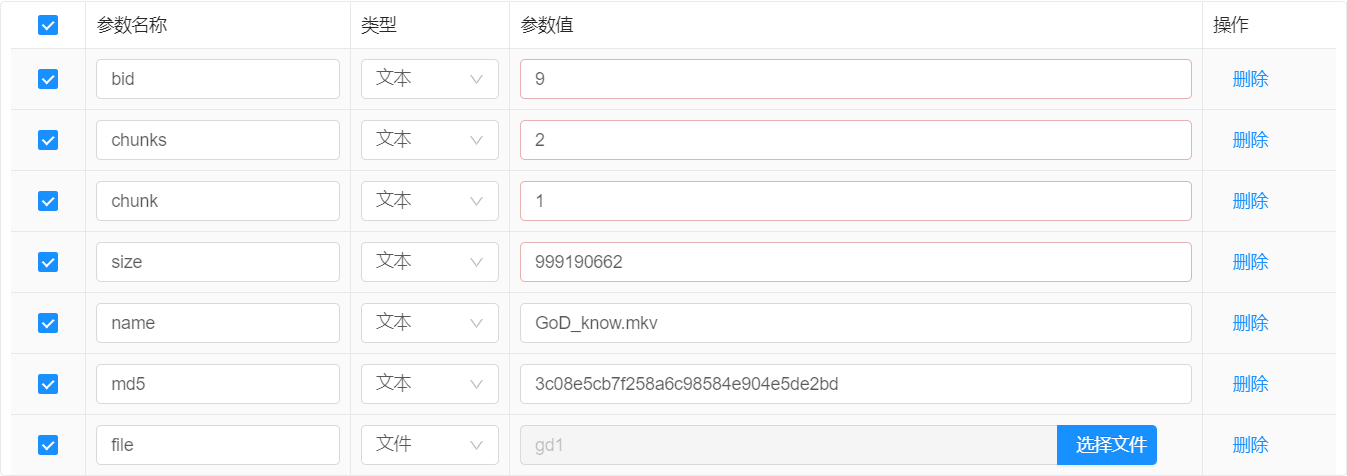 参数名称 类型 参数值 操作
bid 文本 9 删除
chunks 文本 2 删除
chunk 文本 1 删除
size 文本 999190662 删除
name 文本 GoD_know.mkv 删除
md5 文本 3c08e5cb7f258a6c98584e904e5de2bd 删除
file 文件 gd1 选择文件 删除